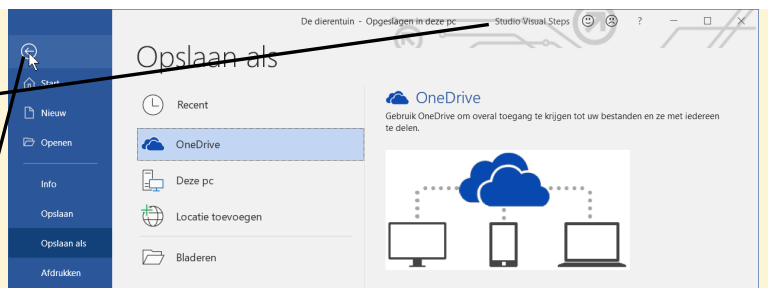 De dierentuin - Opgeslagen in deze pc
Studio Visual Steps
?
Opslaan als
Start
Nieuw
Openen
Info
Opslaan
Opslaan als
Afdrukken
Recent
OneDrive
Deze pc
Locatie toevoegen
Bladeren
OneDrive
Gebruik OneDrive om overal toegang te krijgen tot uw bestanden en ze met iedereen
te delen.